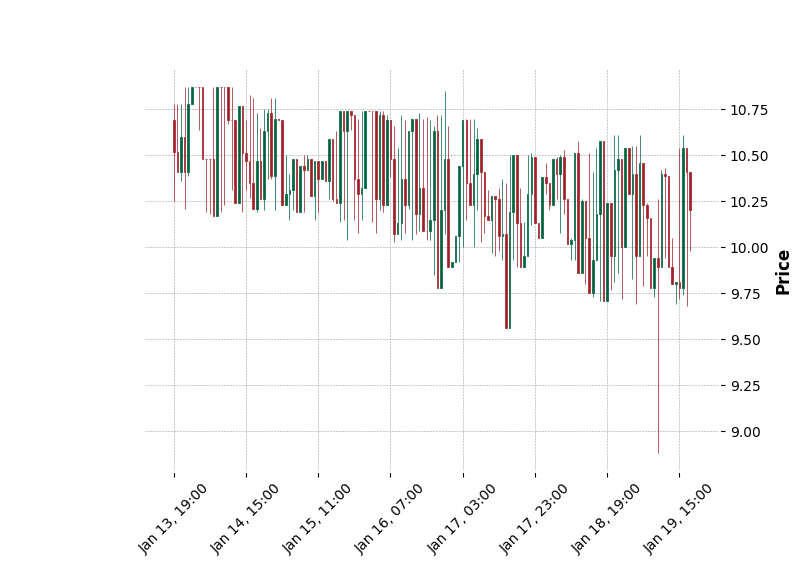 10.75
10.50
10.25
10.00
9.75
9.50
9.25
9.00
Price
Jan 13, 19:00
Jan 14, 15:00
Jan 15, 11:00
Jan 16, 07:00
Jan 17, 03:00
Jan 17, 23:00
Jan 18, 19:00
Jan 19, 15:00